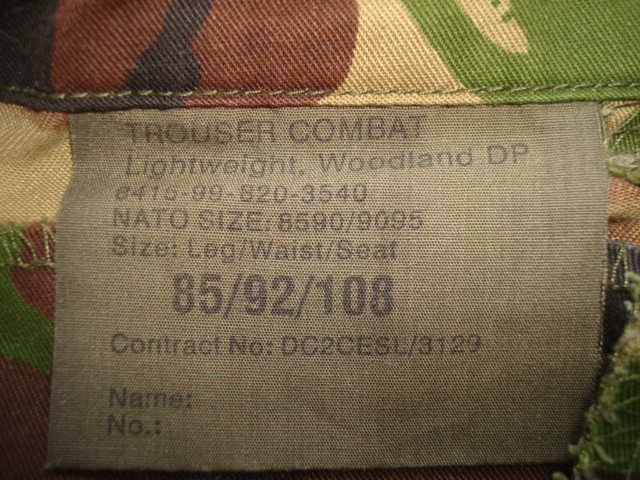 TROUSER COMBAT
Lightweight, Woodland DP
8415-99-820-3540
NATO SIZE: 8590/9095
Size: Leg/Waist/Seat
85/92/108
Contract No: DC2CESL/3129
Name:
No.: